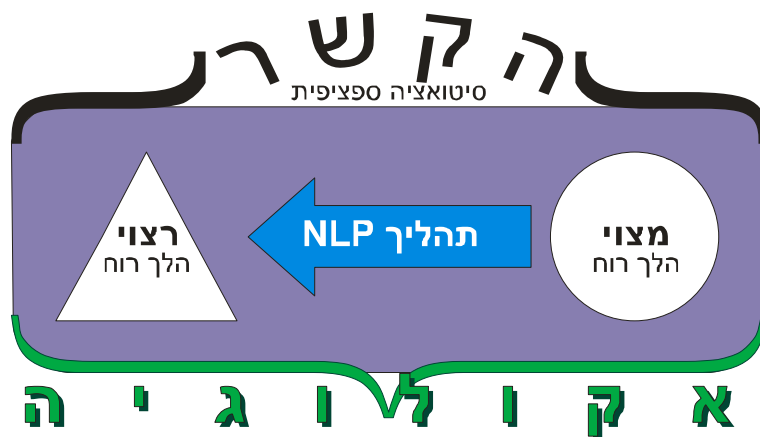 הקשר
סיטואציה ספציפית
מצוי
הלך רוח
תהליך NLP
רצוי
הלך רוח
אקולוגיה